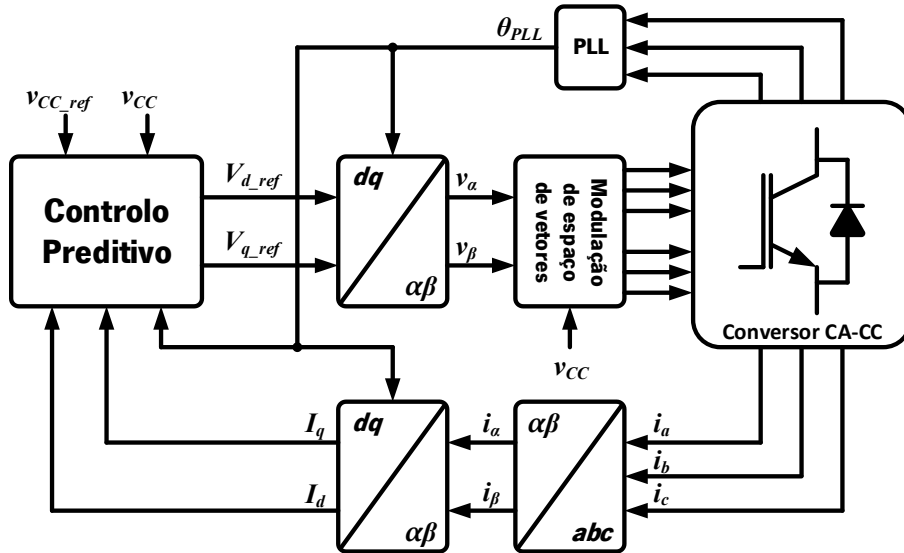 θPLL
PLL
vCC_ref
vCC
Controlo
Preditivo
Vd_ref
Vq_ref
dq
αβ
vα
vβ
Modulação
de espaço
de vetores
vCC
Conversor CA-CC
Iq
Id
dq
αβ
iα
iβ
αβ
abc
ia
ib
ic